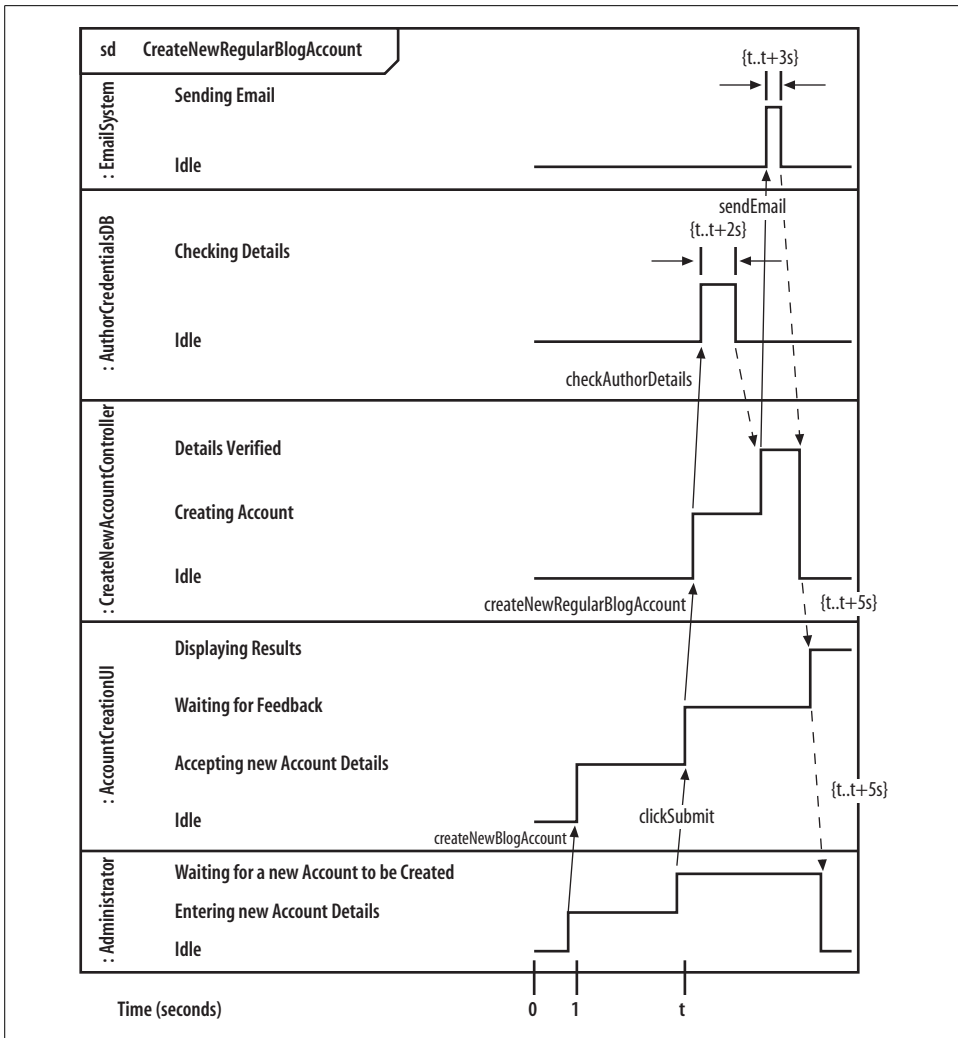 sd CreateNewRegularBlogAccount
{t..t+3s}
: EmailSystem
Sending Email
Idle
sendEmail
{t..t+2s}
: AuthorCredentialsDB
Checking Details
Idle
checkAuthorDetails
: CreateNewAccountController
Details Verified
Creating Account
Idle
createNewRegularBlogAccount
{t..t+5s}
: AccountCreationUI
Displaying Results
Waiting for Feedback
Accepting new Account Details
{t..t+5s}
Idle
clickSubmit
createNewBlogAccount
: Administrator
Waiting for a new Account to be Created
Entering new Account Details
Idle
Time (seconds) 0 1 t